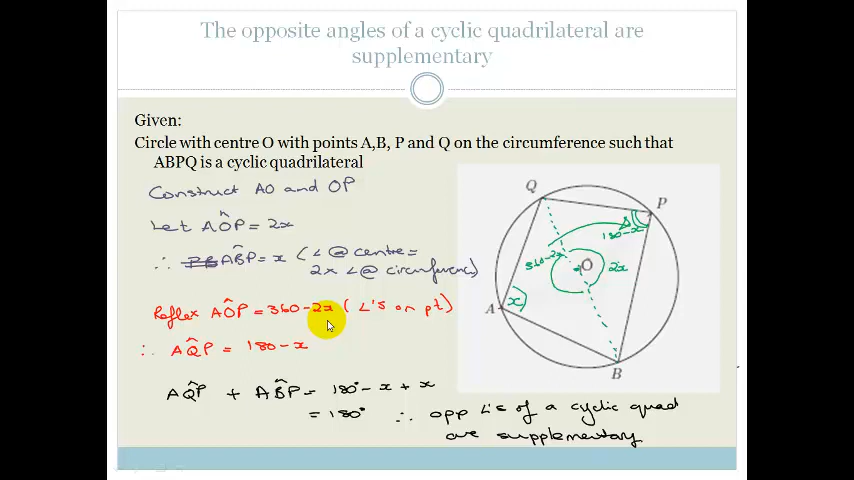 The opposite angles of a cyclic quadrilateral are
supplementary
Given:
Circle with centre O with points A,B, P and Q on the circumference such that
ABPQ is a cyclic quadrilateral
Construct AO and OP
Let AÔP = 2x
∴ AB̂P = x (∠ @ centre =
2x ∠ @ circumference)
Reflex AÔP = 360 - 2x (∠'s on pt)
∴ AQ̂P = 180 - x
AQ̂P + AB̂P = 180° - x + x
= 180° ∴ opp ∠'s of a cyclic quad
are supplementary
Q
P
180-x
360-2x
O
2x
A
x
B